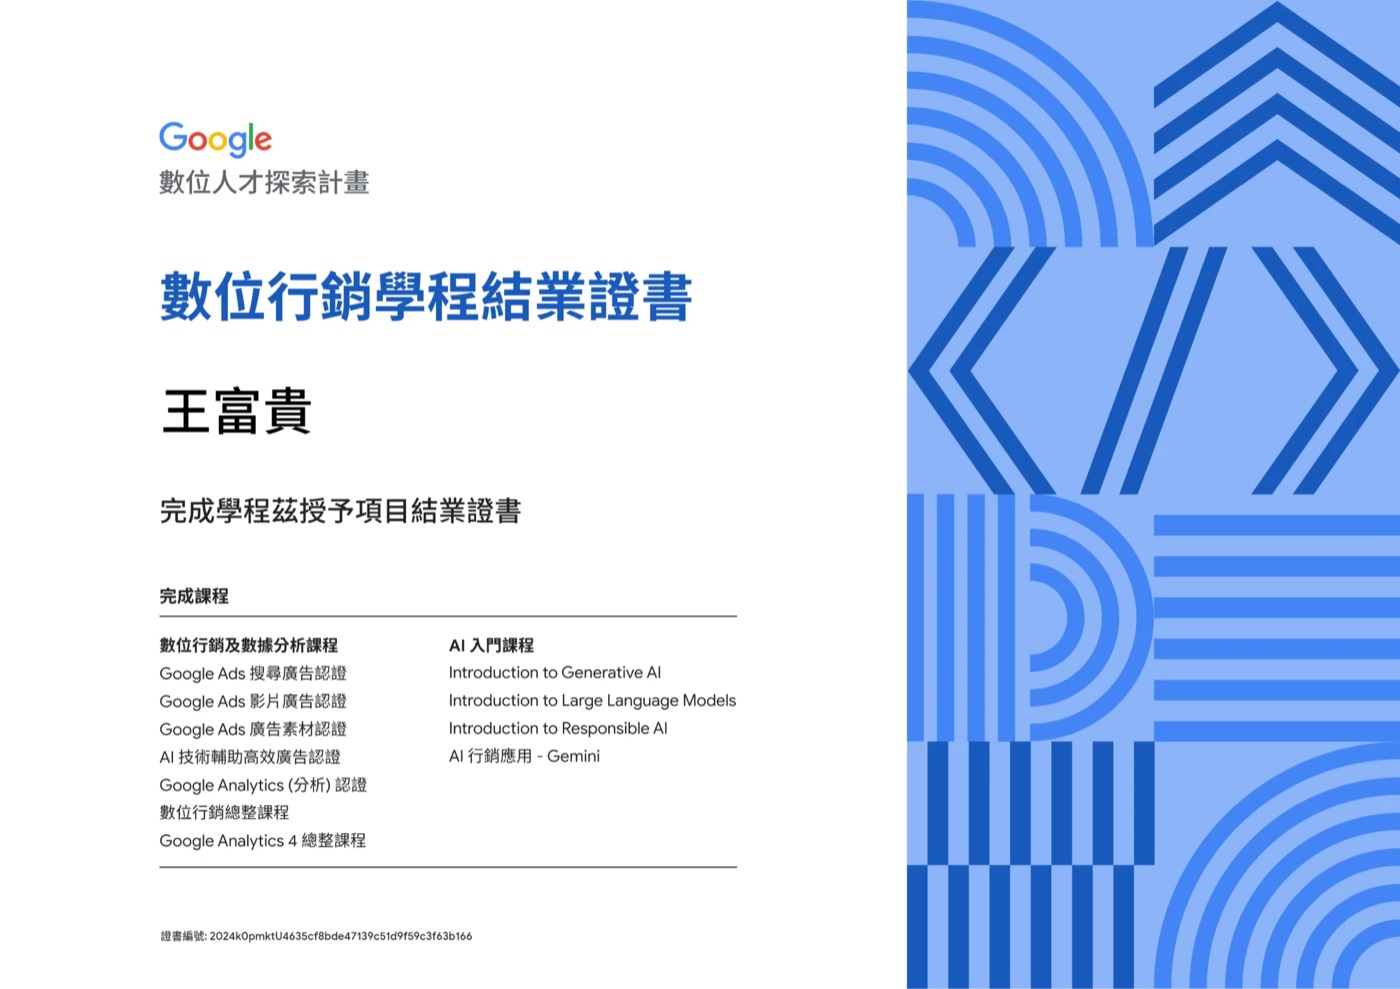 Google
數位人才探索計畫
數位行銷學程結業證書
王富貴
完成學程茲授予項目結業證書
完成課程
數位行銷及數據分析課程
Google Ads 搜尋廣告認證
Google Ads 影片廣告認證
Google Ads 廣告素材認證
AI 技術輔助高效廣告認證
Google Analytics (分析) 認證
數位行銷總整課程
Google Analytics 4 總整課程
AI 入門課程
Introduction to Generative AI
Introduction to Large Language Models
Introduction to Responsible AI
AI 行銷應用 - Gemini
證書編號: 2024k0pmktU4635cf8bde47139c51d9f59c3f63b166